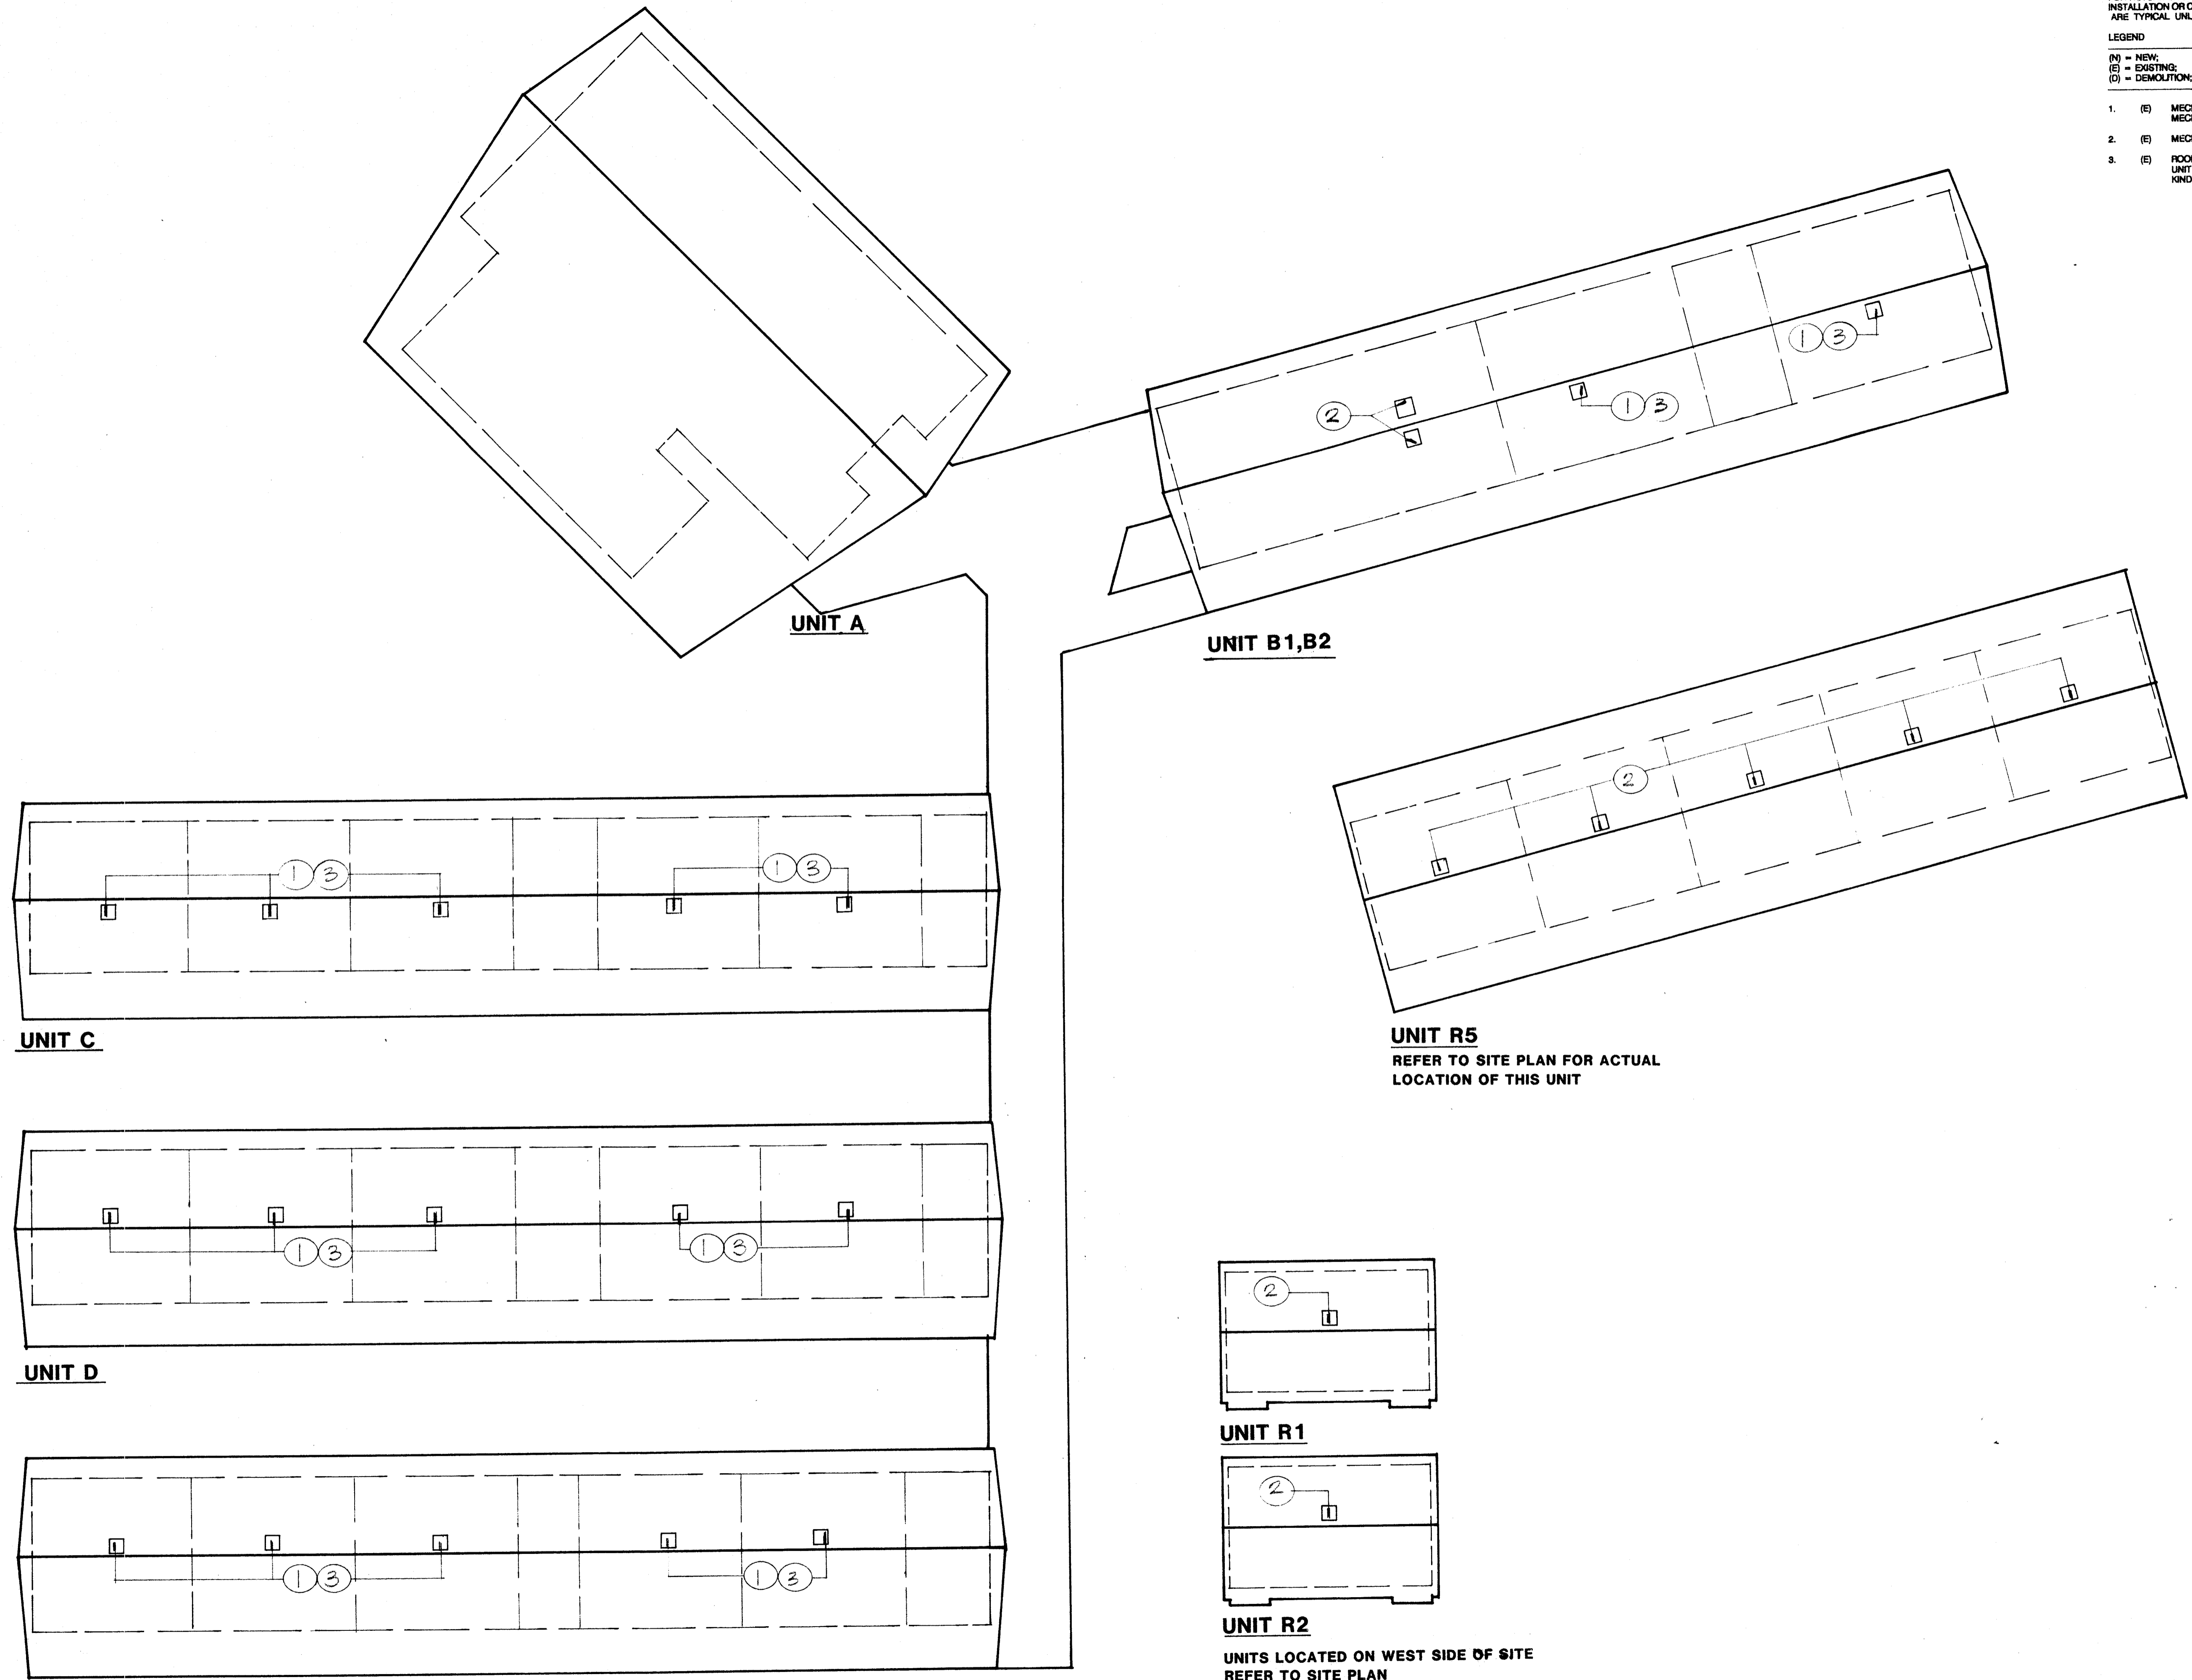 INSTALLATION OR
ARE TYPICAL
LEGEND
(N) = NEW;
(E) = EXISTING;
(D) = DEMOLITION;
1. (E)
2. (E)
3. (E)
UNIT
KIND
1 3
2
1 3
UNIT A
UNIT B1,B2
2
1 3
1 3
UNIT C
UNIT R5
REFER TO SITE PLAN FOR ACTUAL
LOCATION OF THIS UNIT
1 3
1 3
UNIT D
2
UNIT R1
2
1 3
1 3
UNIT R2
UNITS LOCATED ON WEST SIDE OF SITE
REFER TO SITE PLAN